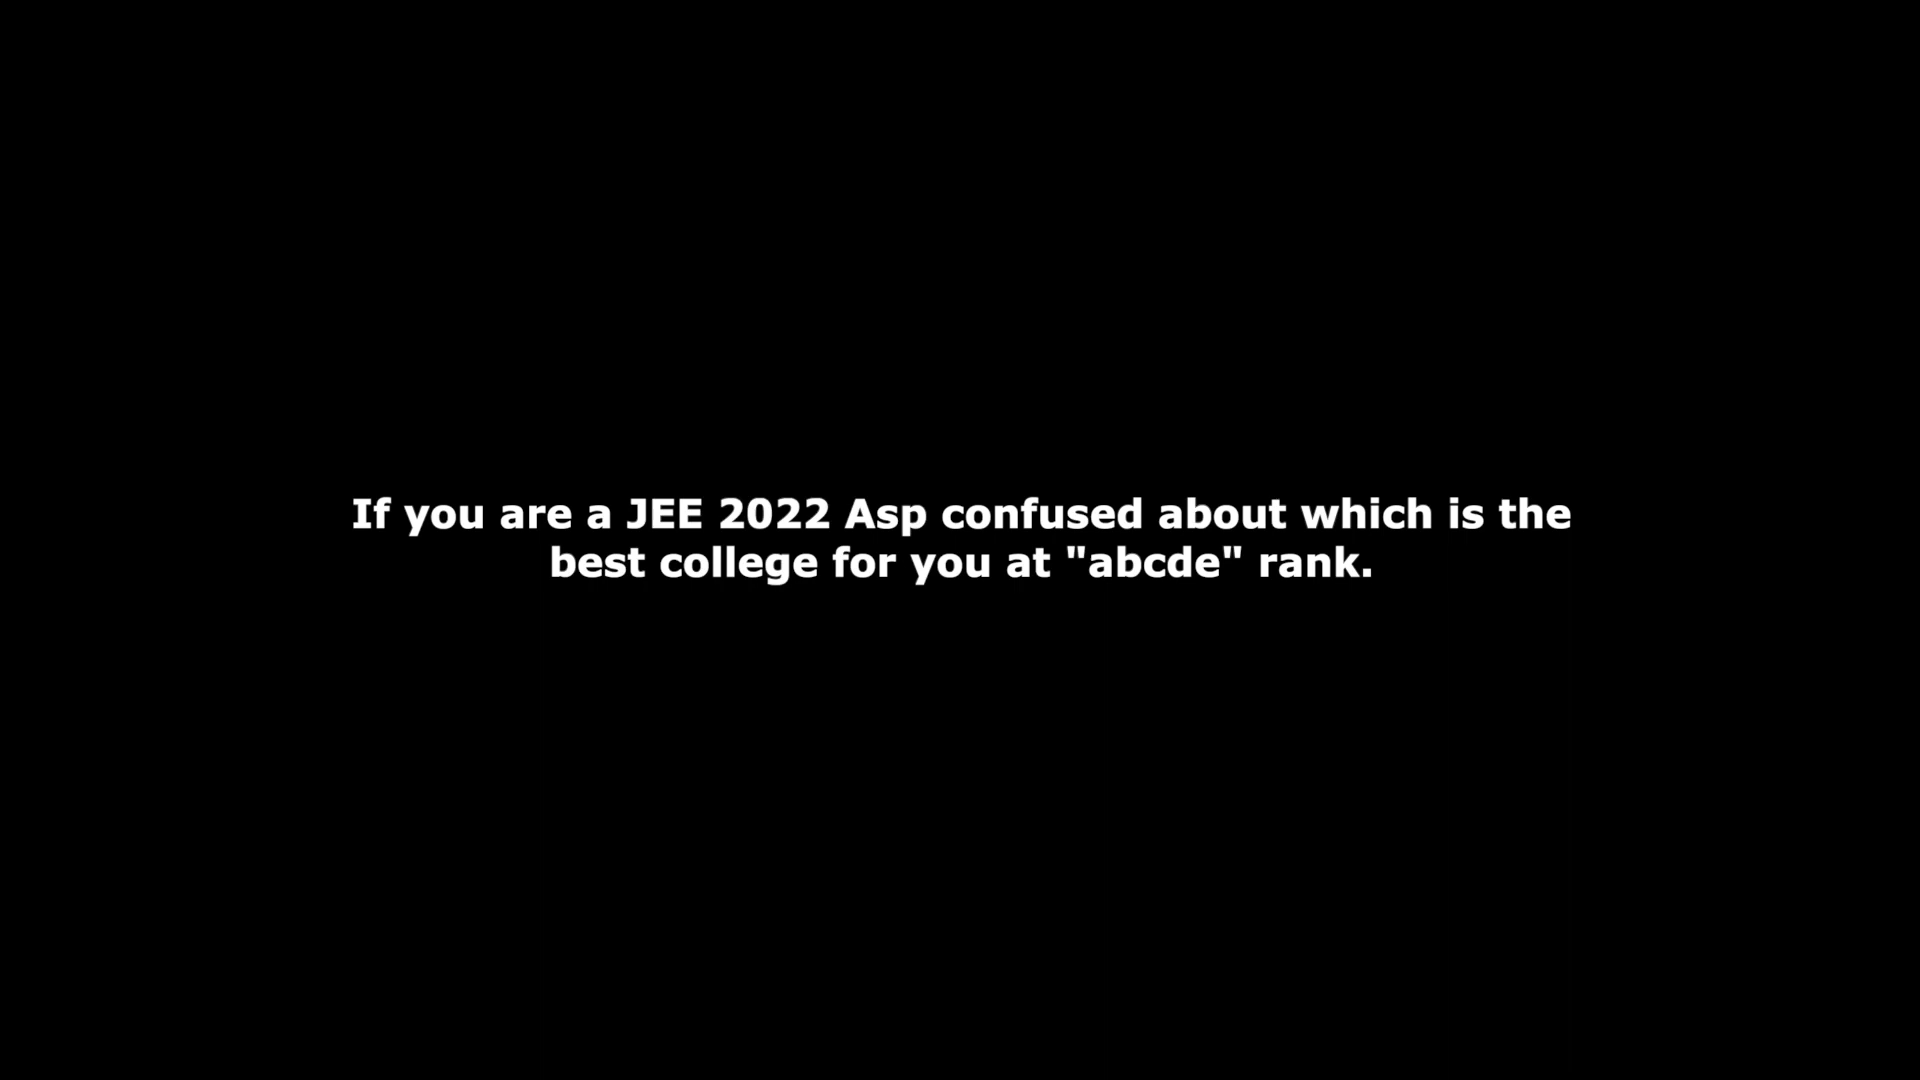 If you are a JEE 2022 Asp confused about which is the
best college for you at "abcde" rank.